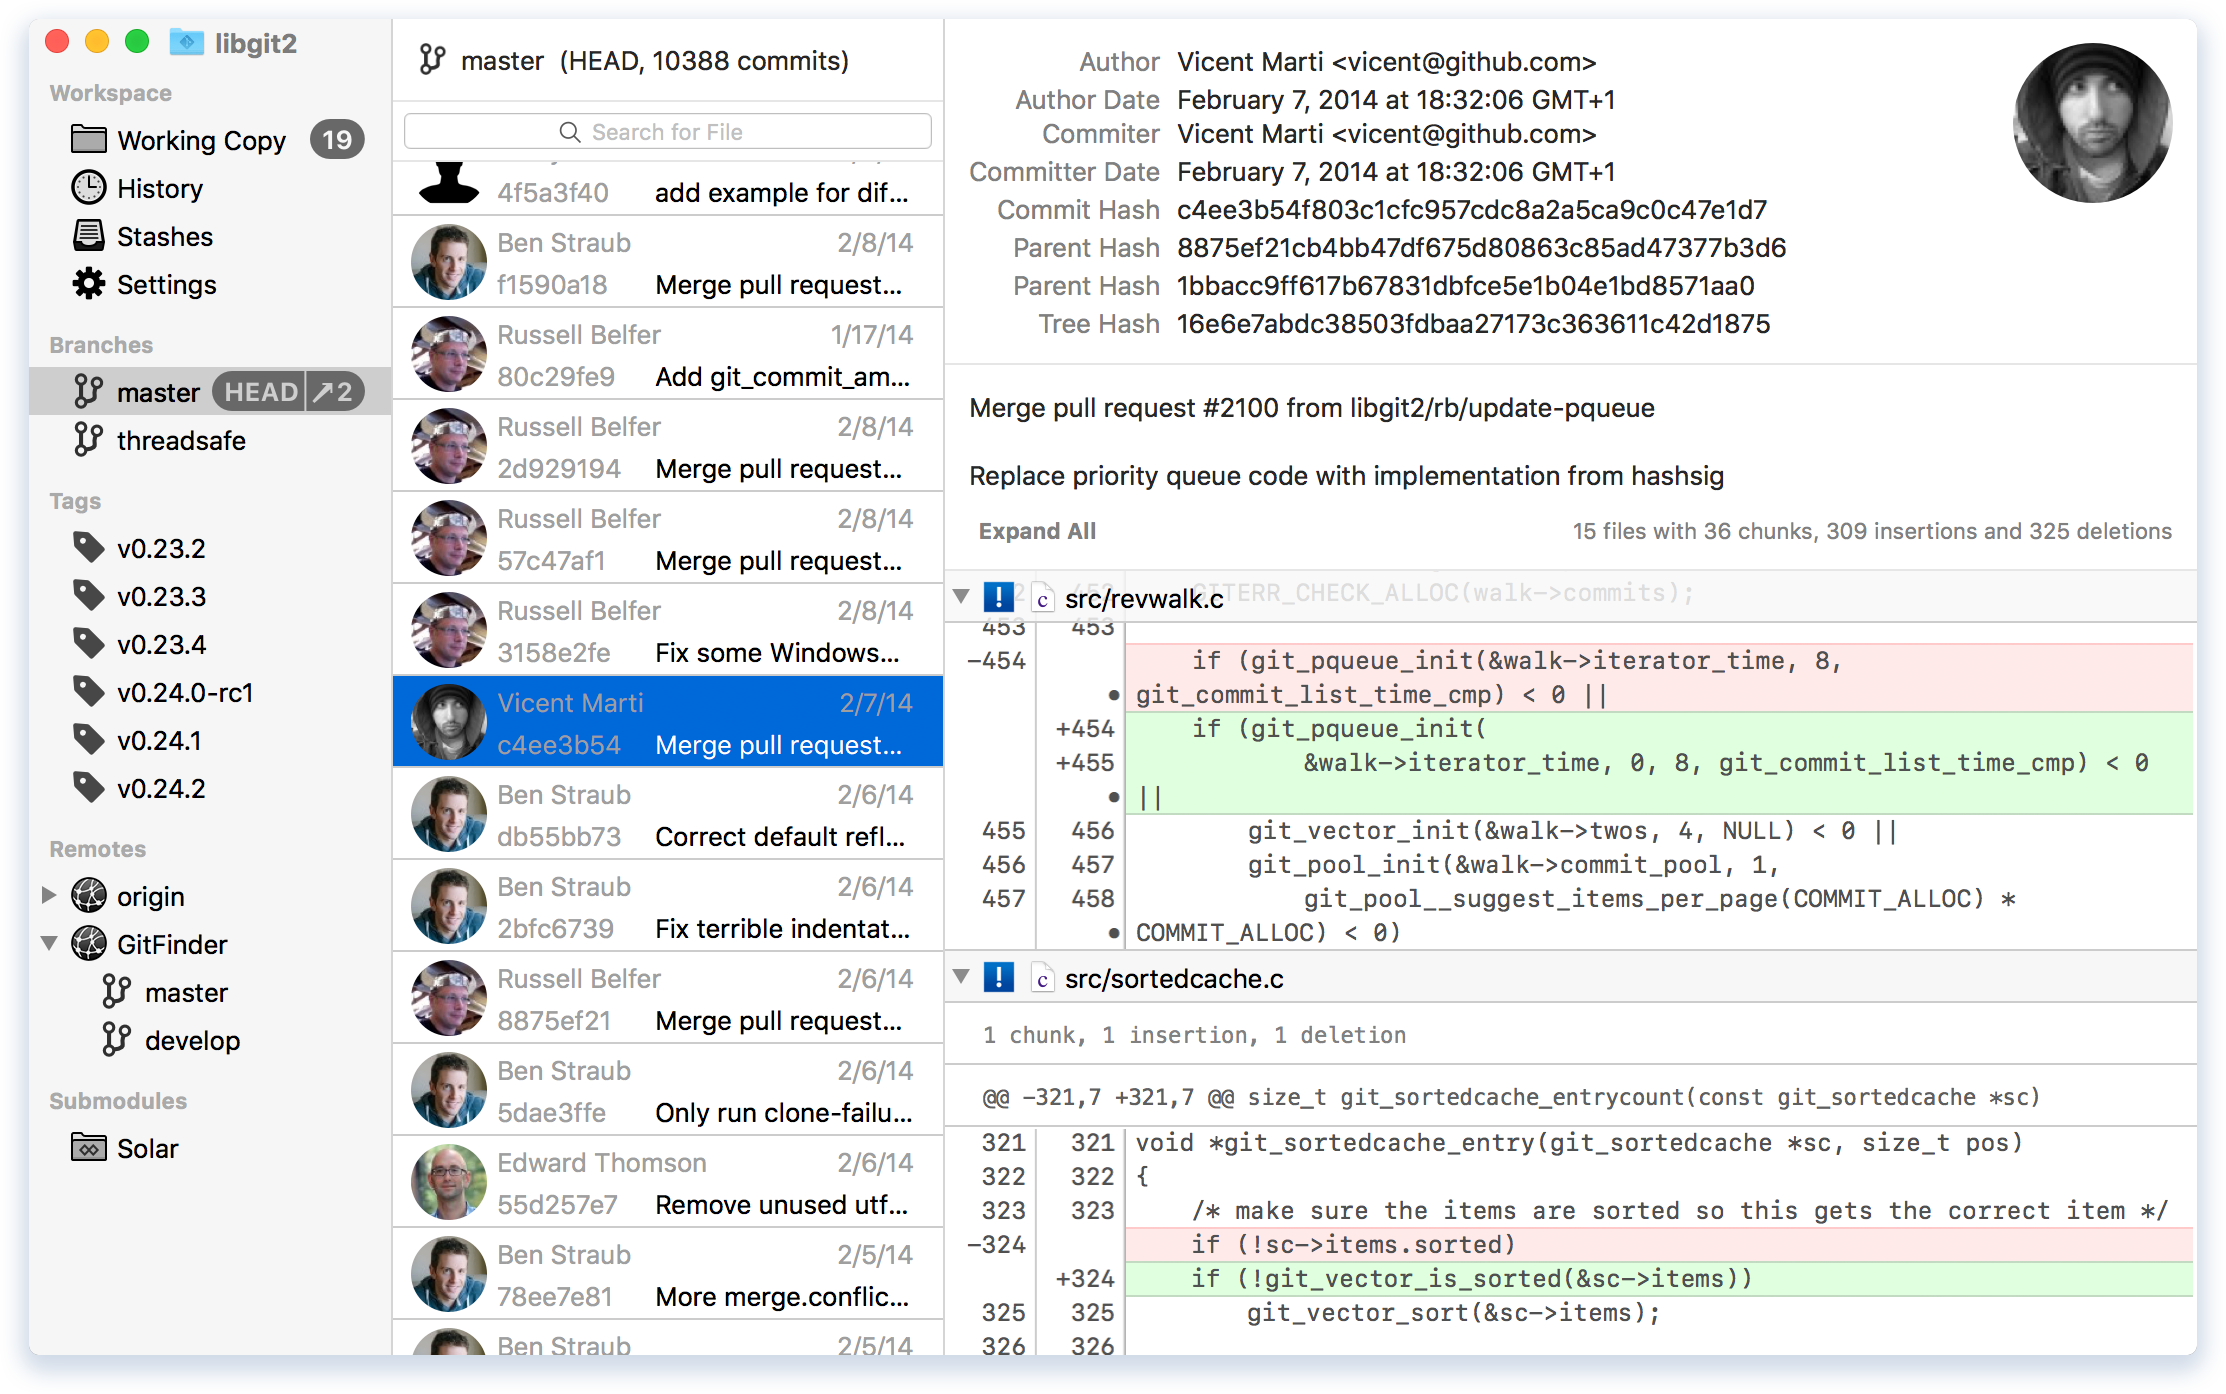 libgit2
Workspace
Working Copy 19
History
Stashes
Settings
Branches
master HEAD ↗2
threadsafe
Tags
v0.23.2
v0.23.3
v0.23.4
v0.24.0-rc1
v0.24.1
v0.24.2
Remotes
origin
GitFinder
master
develop
Submodules
Solar
master (HEAD, 10388 commits)
Search for File
4f5a3f40 add example for dif...
Ben Straub 2/8/14
f1590a18 Merge pull request...
Russell Belfer 1/17/14
80c29fe9 Add git_commit_am...
Russell Belfer 2/8/14
2d929194 Merge pull request...
Russell Belfer 2/8/14
57c47af1 Merge pull request...
Russell Belfer 2/8/14
3158e2fe Fix some Windows...
Vicent Marti 2/7/14
c4ee3b54 Merge pull request...
Ben Straub 2/6/14
db55bb73 Correct default refl...
Ben Straub 2/6/14
2bfc6739 Fix terrible indentat...
Russell Belfer 2/6/14
8875ef21 Merge pull request...
Ben Straub 2/6/14
5dae3ffe Only run clone-failu...
Edward Thomson 2/6/14
55d257e7 Remove unused utf...
Ben Straub 2/5/14
78ee7e81 More merge.conflic...
Ben Straub 2/5/14
Author Vicent Marti <vicent@github.com>
Author Date February 7, 2014 at 18:32:06 GMT+1
Commiter Vicent Marti <vicent@github.com>
Committer Date February 7, 2014 at 18:32:06 GMT+1
Commit Hash c4ee3b54f803c1cfc957cdc8a2a5ca9c0c47e1d7
Parent Hash 8875ef21cb4bb47df675d80863c85ad47377b3d6
Parent Hash 1bbacc9ff617b67831dbfce5e1b04e1bd8571aa0
Tree Hash 16e6e7abdc38503fdbaa27173c363611c42d1875
Merge pull request #2100 from libgit2/rb/update-pqueue
Replace priority queue code with implementation from hashsig
Expand All 15 files with 36 chunks, 309 insertions and 325 deletions
GITERR_CHECK_ALLOC(walk->commits);
! c src/revwalk.c
453 453
-454 if (git_pqueue_init(&walk->iterator_time, 8,
• git_commit_list_time_cmp) < 0 ||
+454 if (git_pqueue_init(
+455 &walk->iterator_time, 0, 8, git_commit_list_time_cmp) < 0
• ||
455 456 git_vector_init(&walk->twos, 4, NULL) < 0 ||
456 457 git_pool_init(&walk->commit_pool, 1,
457 458 git_pool__suggest_items_per_page(COMMIT_ALLOC) *
• COMMIT_ALLOC) < 0)
! c src/sortedcache.c
1 chunk, 1 insertion, 1 deletion
@@ -321,7 +321,7 @@ size_t git_sortedcache_entrycount(const git_sortedcache *sc)
321 321 void *git_sortedcache_entry(git_sortedcache *sc, size_t pos)
322 322 {
323 323 /* make sure the items are sorted so this gets the correct item */
-324 if (!sc->items.sorted)
+324 if (!git_vector_is_sorted(&sc->items))
325 325 git_vector_sort(&sc->items);
326 326